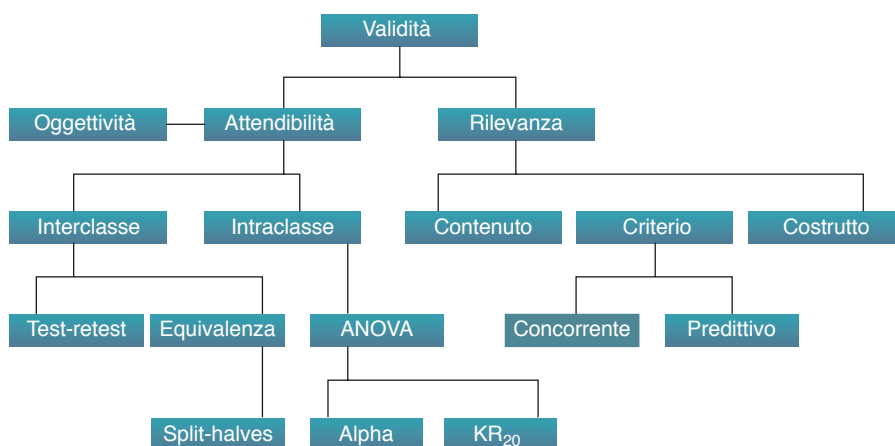 Validità
Oggettività
Attendibilità
Rilevanza
Interclasse
Intraclasse
Contenuto
Criterio
Costrutto
Test-retest
Equivalenza
ANOVA
Concorrente
Predittivo
Split-halves
Alpha
KR₂₀